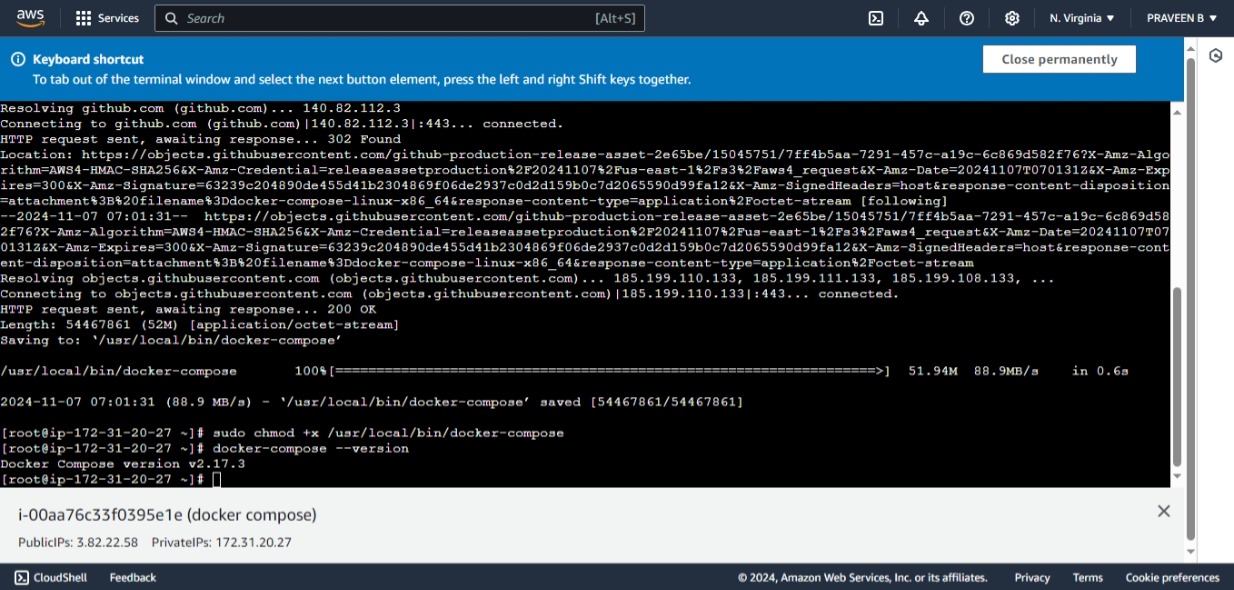 aws
Services
Search [Alt+S]
N. Virginia
PRAVEEN B
Keyboard shortcut
To tab out of the terminal window and select the next button element, press the left and right Shift keys together.
Close permanently
Resolving github.com (github.com)... 140.82.112.3
Connecting to github.com (github.com)|140.82.112.3|:443... connected.
HTTP request sent, awaiting response... 302 Found
Location: https://objects.githubusercontent.com/github-production-release-asset-2e65be/15045751/7ff4b5aa-7291-457c-a19c-6c869d582f76?X-Amz-Algo
rithm=AWS4-HMAC-SHA256&X-Amz-Credential=releaseassetproduction%2F20241107%2Fus-east-1%2Fs3%2Faws4_request&X-Amz-Date=20241107T070131Z&X-Amz-Exp
ires=300&X-Amz-Signature=63239c204890de455d41b2304869f06de2937c0d2d159b0c7d2065590d99fa12&X-Amz-SignedHeaders=host&response-content-disposition
=attachment%3B%20filename%3Ddocker-compose-linux-x86_64&response-content-type=application%2Foctet-stream [following]
--2024-11-07 07:01:31--  https://objects.githubusercontent.com/github-production-release-asset-2e65be/15045751/7ff4b5aa-7291-457c-a19c-6c869d58
2f76?X-Amz-Algorithm=AWS4-HMAC-SHA256&X-Amz-Credential=releaseassetproduction%2F20241107%2Fus-east-1%2Fs3%2Faws4_request&X-Amz-Date=20241107T07
0131Z&X-Amz-Expires=300&X-Amz-Signature=63239c204890de455d41b2304869f06de2937c0d2d159b0c7d2065590d99fa12&X-Amz-SignedHeaders=host&response-cont
ent-disposition=attachment%3B%20filename%3Ddocker-compose-linux-x86_64&response-content-type=application%2Foctet-stream
Resolving objects.githubusercontent.com (objects.githubusercontent.com)... 185.199.110.133, 185.199.111.133, 185.199.108.133, ...
Connecting to objects.githubusercontent.com (objects.githubusercontent.com)|185.199.110.133|:443... connected.
HTTP request sent, awaiting response... 200 OK
Length: 54467861 (52M) [application/octet-stream]
Saving to: ‘/usr/local/bin/docker-compose’
/usr/local/bin/docker-compose 100%[===================================================================>] 51.94M 88.9MB/s in 0.6s
2024-11-07 07:01:31 (88.9 MB/s) - ‘/usr/local/bin/docker-compose’ saved [54467861/54467861]
[root@ip-172-31-20-27 ~]# sudo chmod +x /usr/local/bin/docker-compose
[root@ip-172-31-20-27 ~]# docker-compose --version
Docker Compose version v2.17.3
[root@ip-172-31-20-27 ~]#
i-00aa76c33f0395e1e (docker compose)
PublicIPs: 3.82.22.58 PrivateIPs: 172.31.20.27
CloudShell Feedback © 2024, Amazon Web Services, Inc. or its affiliates. Privacy Terms Cookie preferences